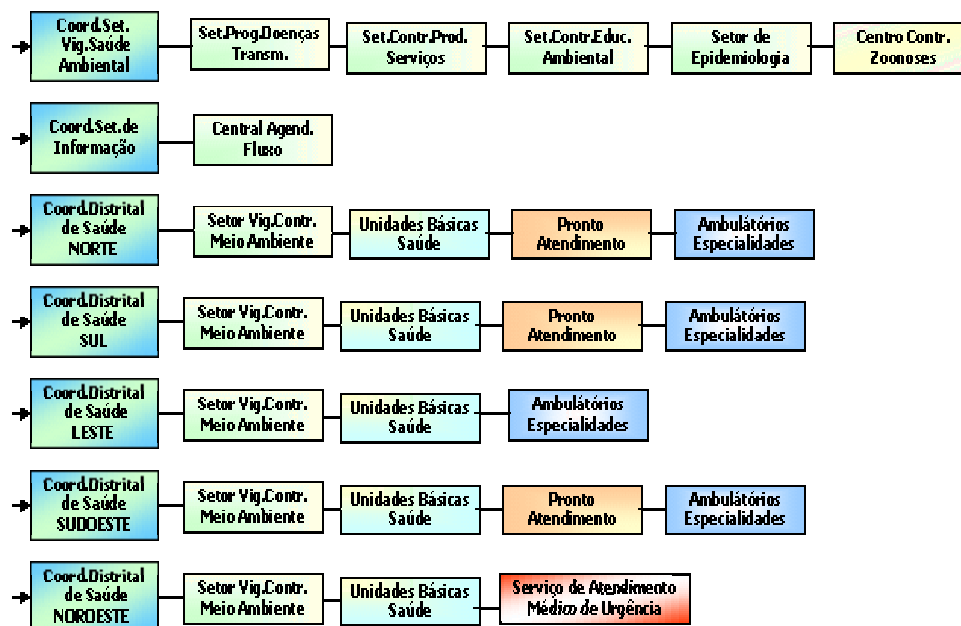 Coord.Set.
Vig.Saúde
Ambiental
Set.Prog.Doenças
Transm.
Set.Contr.Prod.
Serviços
Set.Contr.Educ.
Ambiental
Setor de
Epidemiologia
Centro Contr.
Zoonoses
Coord.Set.de
Informação
Central Agend.
Fluxo
Coord.Distrital
de Saúde
NORTE
Setor Vig.Contr.
Meio Ambiente
Unidades Básicas
Saúde
Pronto
Atendimento
Ambulátórios
Especialidades
Coord.Distrital
de Saúde
SUL
Setor Vig.Contr.
Meio Ambiente
Unidades Básicas
Saúde
Pronto
Atendimento
Ambulátórios
Especialidades
Coord.Distrital
de Saúde
LESTE
Setor Vig.Contr.
Meio Ambiente
Unidades Básicas
Saúde
Ambulátórios
Especialidades
Coord.Distrital
de Saúde
SUDOESTE
Setor Vig.Contr.
Meio Ambiente
Unidades Básicas
Saúde
Pronto
Atendimento
Ambulátórios
Especialidades
Coord.Distrital
de Saúde
NOROESTE
Setor Vig.Contr.
Meio Ambiente
Unidades Básicas
Saúde
Serviço de Atendimento
Médico de Urgência